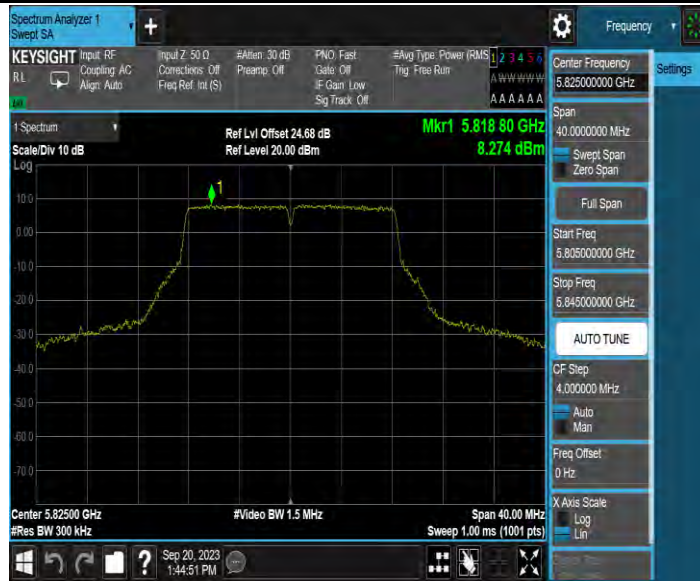 Spectrum Analyzer 1
Swept SA
+
Frequency
KEYSIGHT
RL
Input: RF
Coupling: AC
Align: Auto
Input Z: 50 Ω
Corrections: Off
Freq Ref: Int (S)
#Atten: 30 dB
Preamp: Off
PNO: Fast
Gate: Off
IF Gain: Low
Sig Track: Off
#Avg Type: Power (RMS
Trig: Free Run
1 2 3 4 5 6
A W W W W W
A A A A A A
1 Spectrum
Scale/Div 10 dB
Log
Ref Lvl Offset 24.68 dB
Ref Level 20.00 dBm
Mkr1 5.818 80 GHz
8.274 dBm
1
10.0
0.00
-10.0
-20.0
-30.0
-40.0
-50.0
-60.0
-70.0
Center 5.82500 GHz
#Res BW 300 kHz
#Video BW 1.5 MHz
Span 40.00 MHz
Sweep 1.00 ms (1001 pts)
Sep 20, 2023
1:44:51 PM
Center Frequency
5.825000000 GHz
Settings
Span
40.0000000 MHz
Swept Span
Zero Span
Full Span
Start Freq
5.805000000 GHz
Stop Freq
5.845000000 GHz
AUTO TUNE
CF Step
4.000000 MHz
Auto
Man
Freq Offset
0 Hz
X Axis Scale
Log
Lin